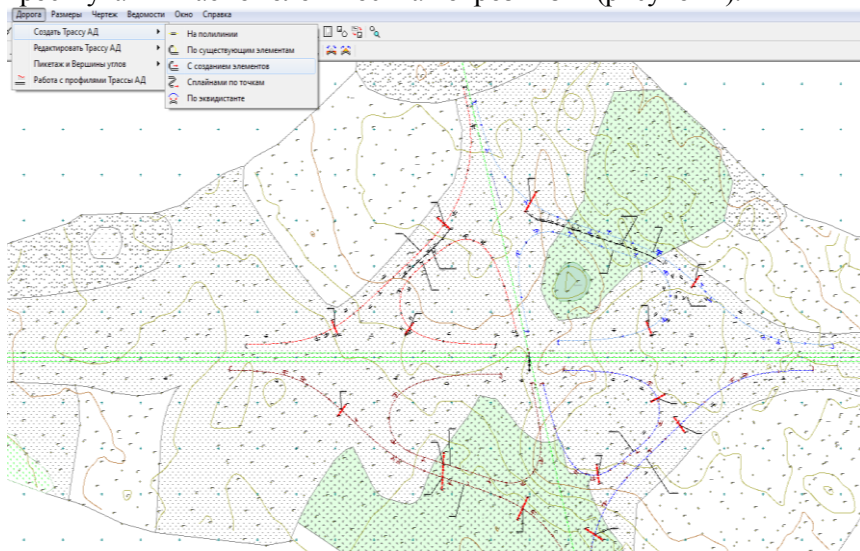 Дорога Размеры Чертеж Ведомости Окно Справка
Создать Трассу АД
Редактировать Трассу АД
Пикетаж и Вершины углов
Работа с профилями Трассы АД
На полилинии
По существующим элементам
С созданием элементов
Сплайнами по точкам
По эквидистанте